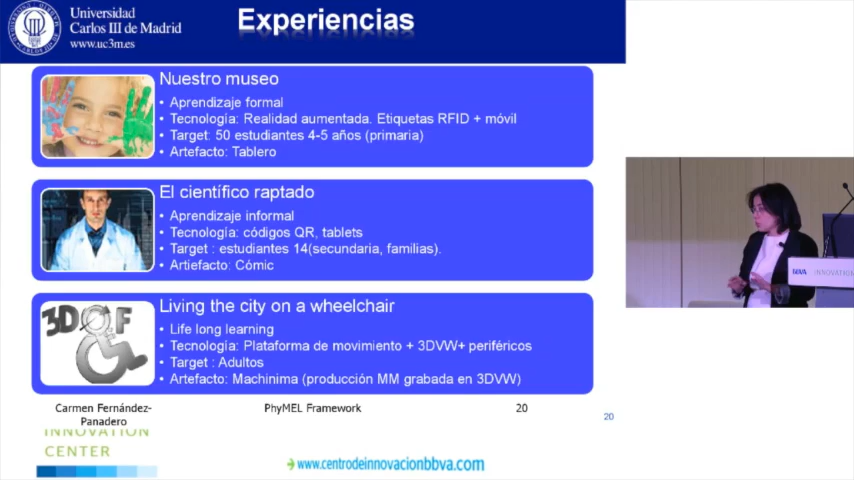 Universidad
Carlos III de Madrid
www.uc3m.es
Experiencias
Nuestro museo
• Aprendizaje formal
• Tecnología: Realidad aumentada. Etiquetas RFID + móvil
• Target: 50 estudiantes 4-5 años (primaria)
• Artefacto: Tablero
El científico raptado
• Aprendizaje informal
• Tecnología: códigos QR, tablets
• Target : estudiantes 14(secundaria, familias).
• Artiefacto: Cómic
3D OF
Living the city on a wheelchair
• Life long learning
• Tecnología: Plataforma de movimiento + 3DVW+ periféricos
• Target : Adultos
• Artefacto: Machinima (producción MM grabada en 3DVW)
Carmen Fernández-
Panadero
PhyMEL Framework
20
20
INNOVATION
CENTER
www.centrodeinnovacionbbva.com
BBVA INNOVATION